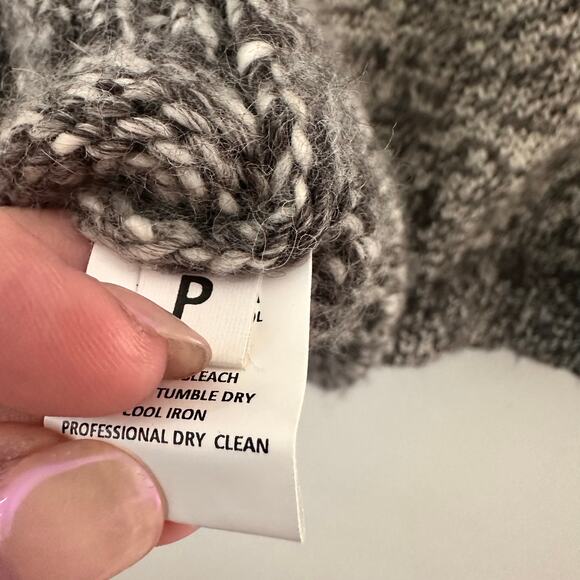 P
BLEACH
TUMBLE DRY
COOL IRON
PROFESSIONAL DRY CLEAN